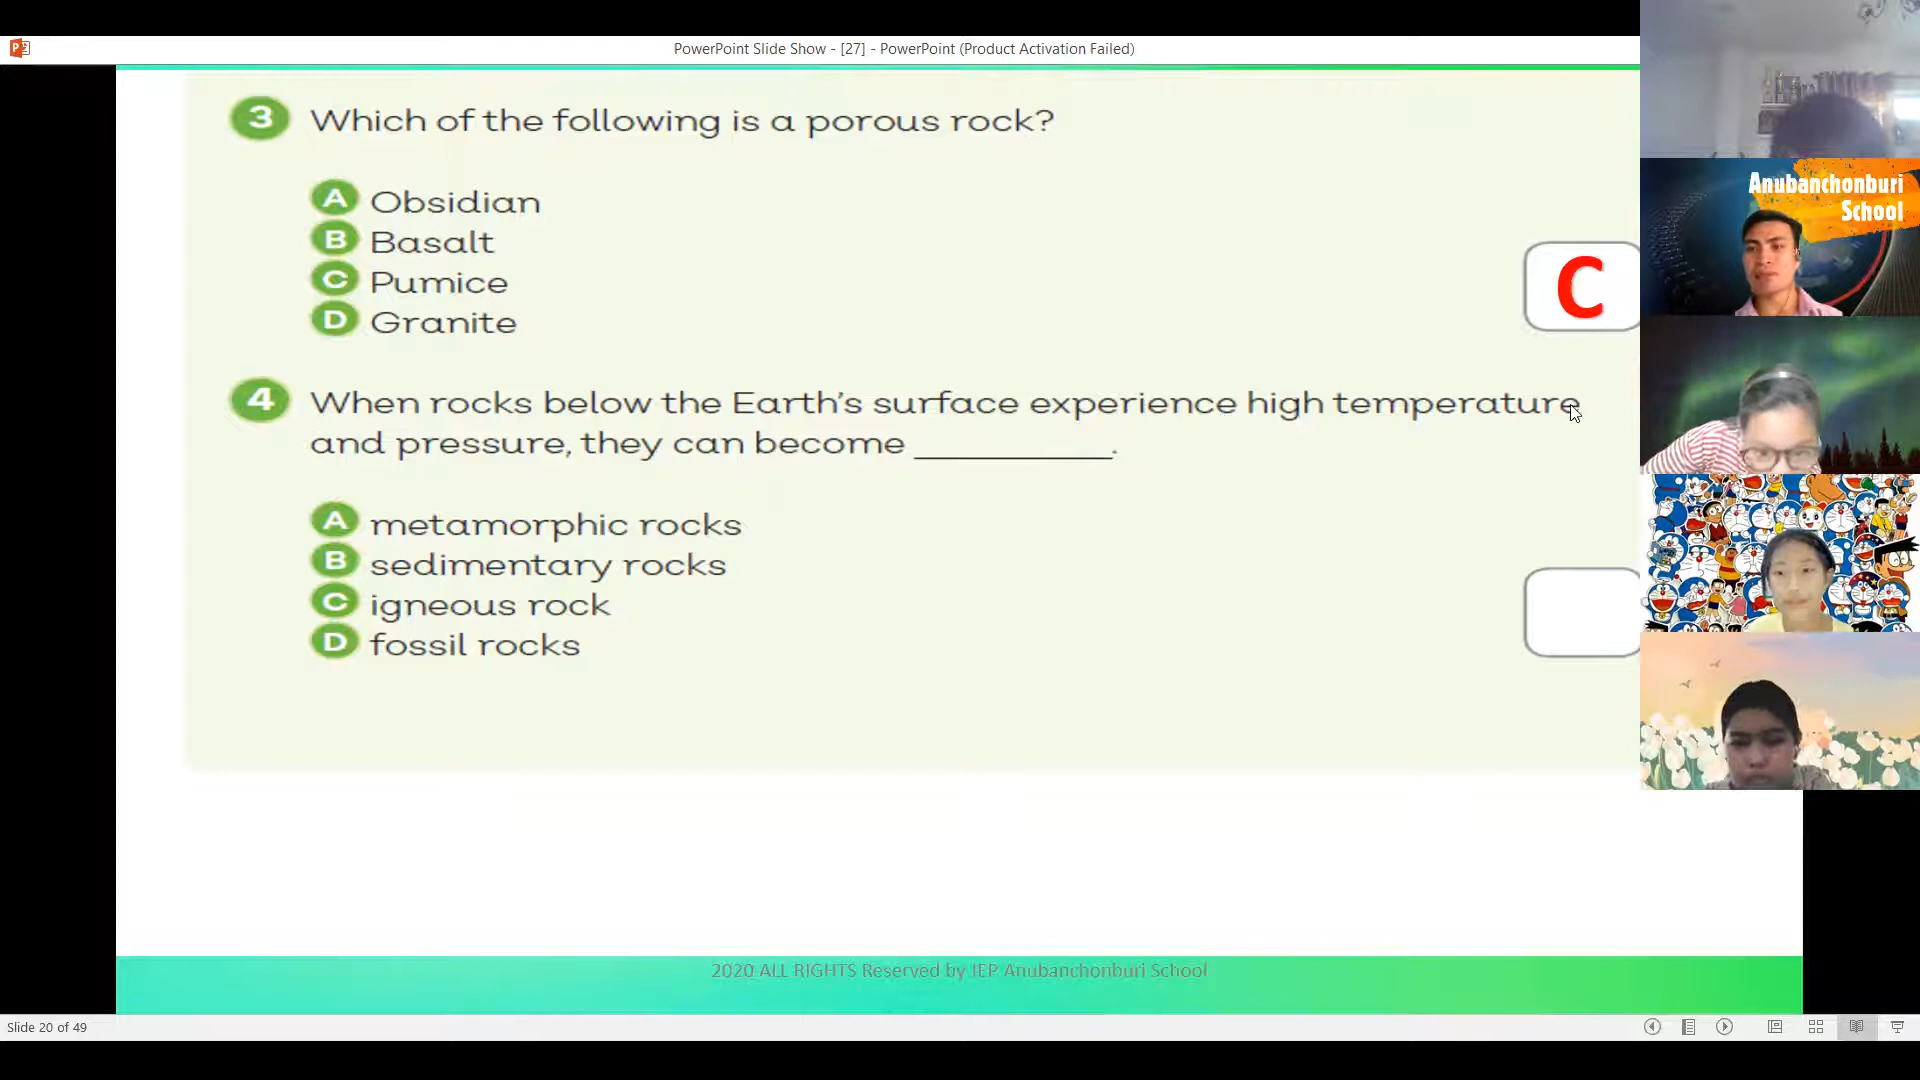 PowerPoint Slide Show - [27] - PowerPoint (Product Activation Failed)
3 Which of the following is a porous rock?
A Obsidian
B Basalt
C Pumice
D Granite
C
4 When rocks below the Earth's surface experience high temperature
and pressure, they can become ____________.
A metamorphic rocks
B sedimentary rocks
C igneous rock
D fossil rocks
Anubanchonburi
School
2020 ALL RIGHTS Reserved by IEP Anubanchonburi School
Slide 20 of 49